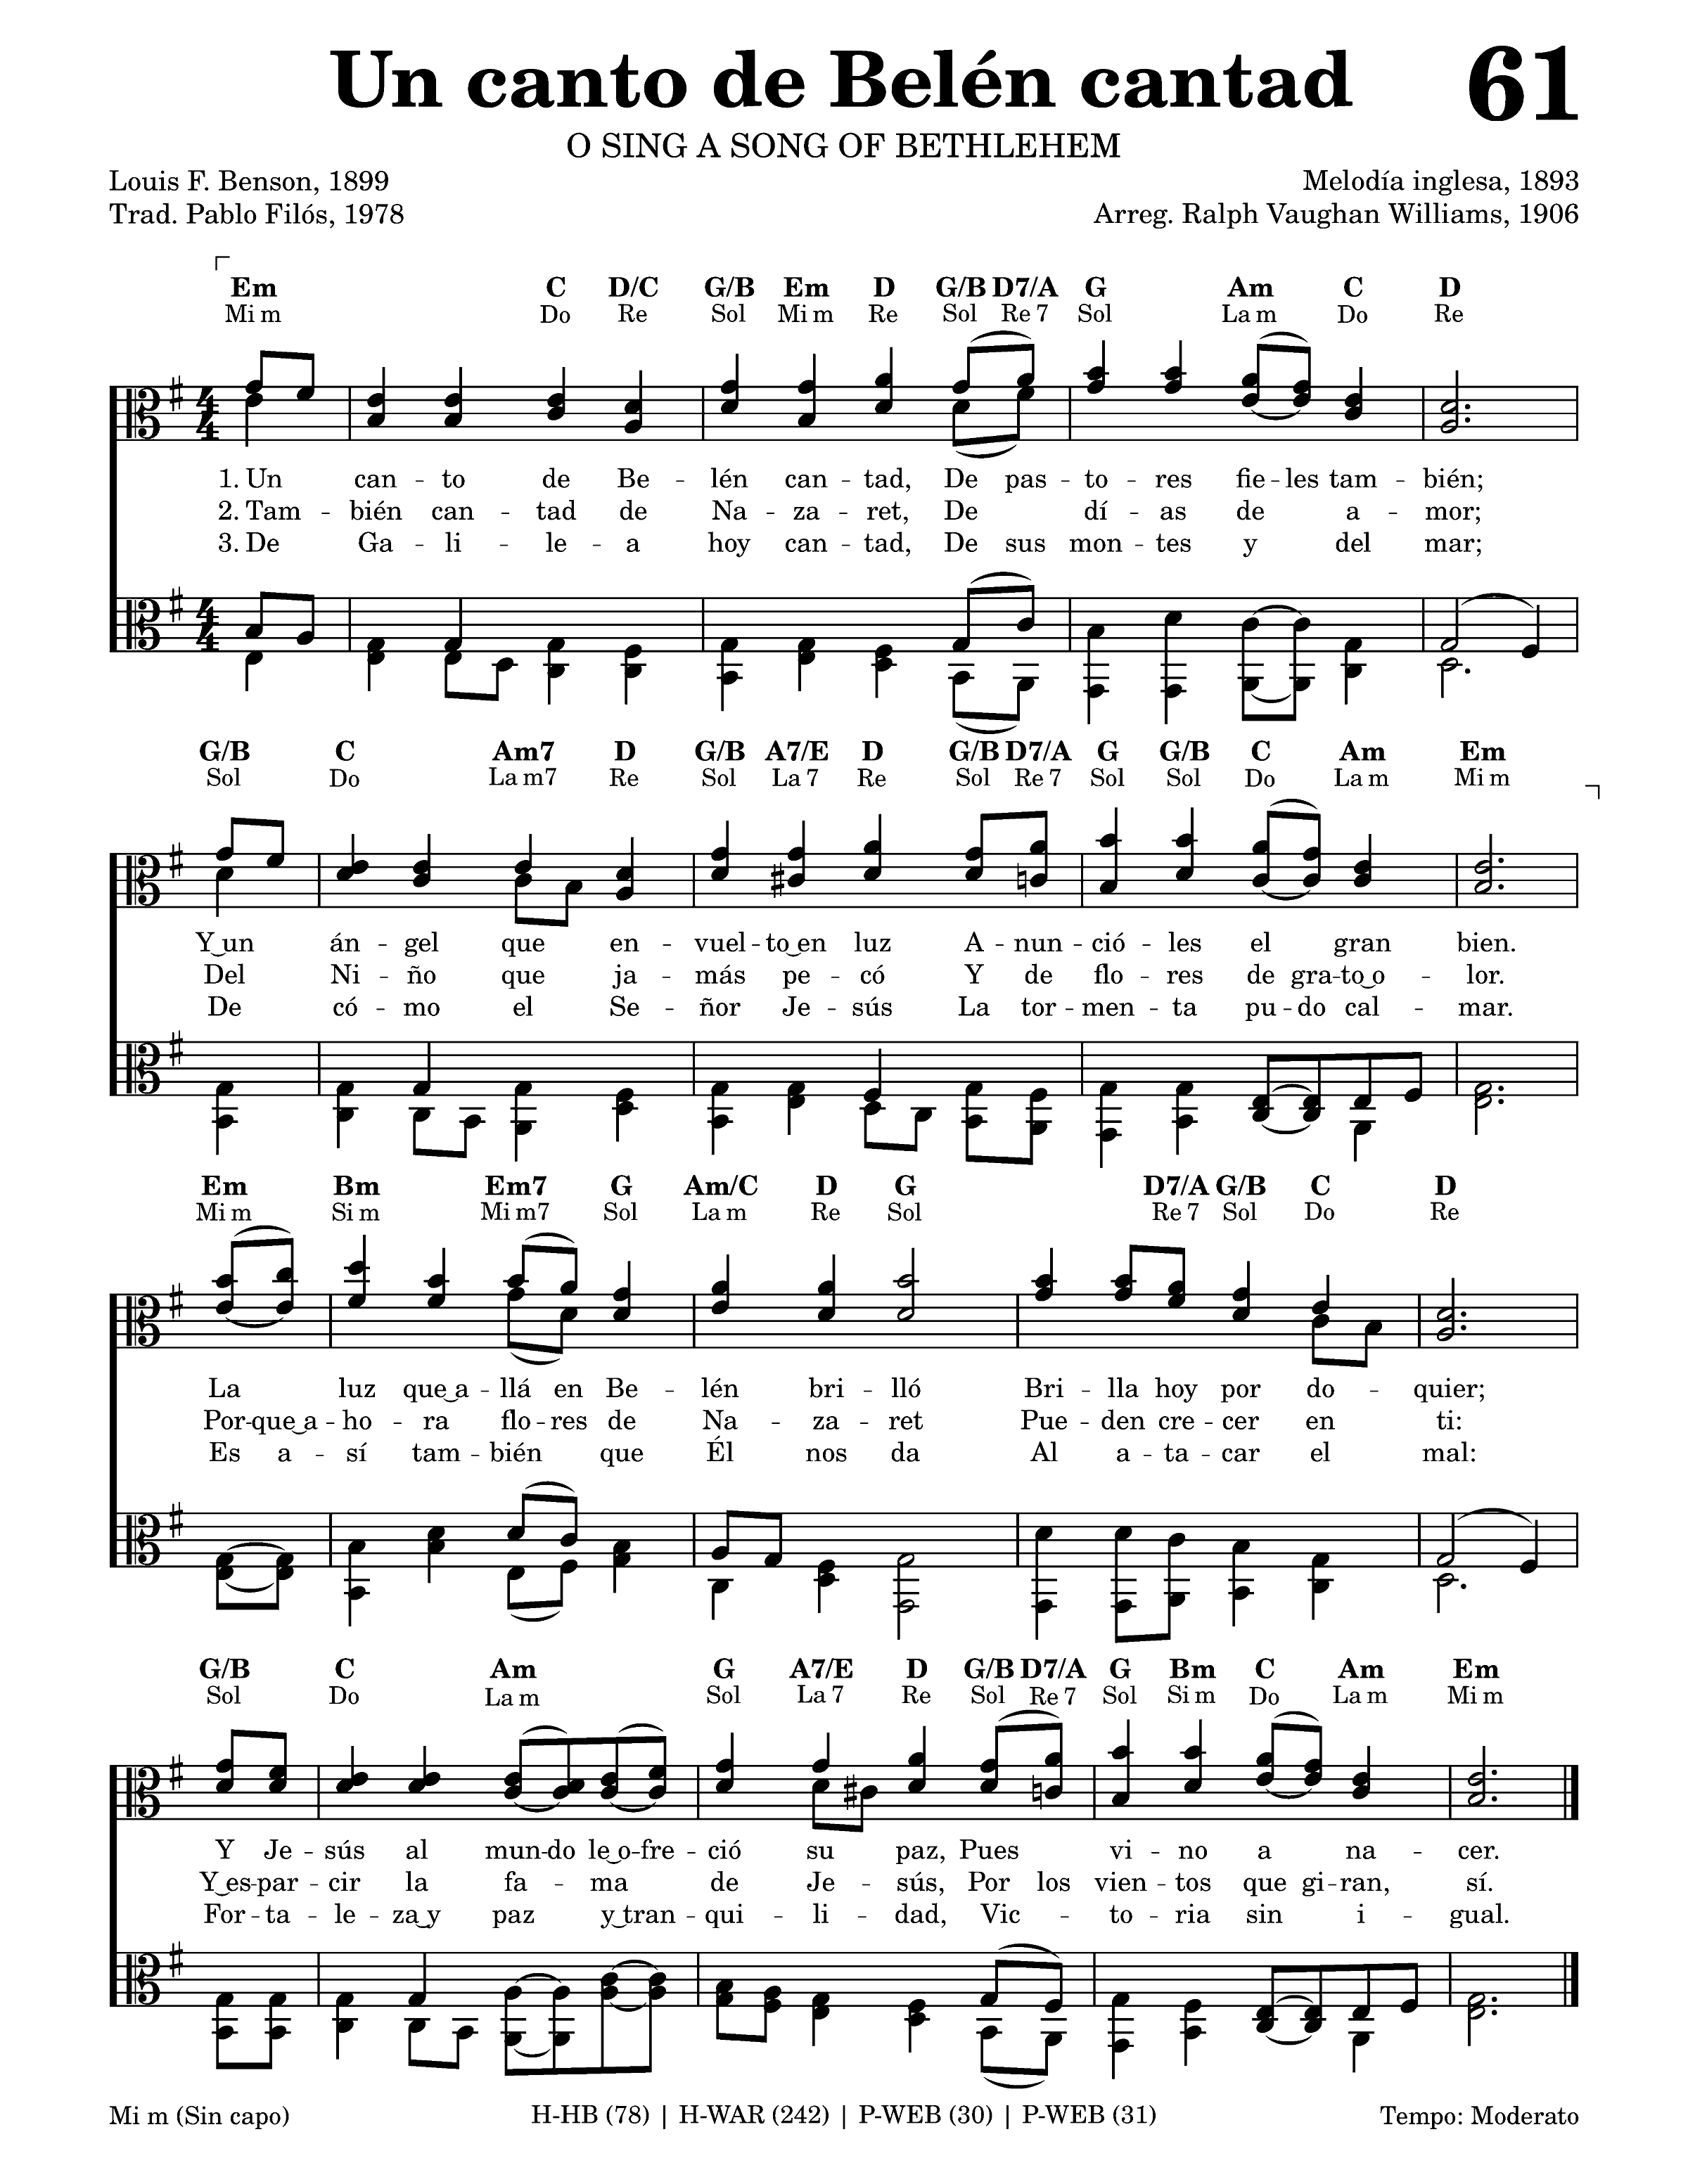 Un canto de Belén cantad 61
O SING A SONG OF BETHLEHEM
Louis F. Benson, 1899 Melodía inglesa, 1893
Trad. Pablo Filós, 1978 Arreg. Ralph Vaughan Williams, 1906
Em C D/C G/B Em D G/B D7/A G Am C D
Mi m Do Re Sol Mi m Re Sol Re 7 Sol La m Do Re
1. Un can - to de Be - lén can - tad, De pas - to - res fie - les tam - bién;
2. Tam - bién can - tad de Na - za - ret, De dí - as de a - mor;
3. De Ga - li - le - a hoy can - tad, De sus mon - tes y del mar;
G/B C Am7 D G/B A7/E D G/B D7/A G G/B C Am Em
Sol Do La m7 Re Sol La 7 Re Sol Re 7 Sol Sol Do La m Mi m
Y‿un án - gel que en - vuel - to‿en luz A - nun - ció - les el gran bien.
Del Ni - ño que ja - más pe - có Y de flo - res de gra - to‿o - lor.
De có - mo el Se - ñor Je - sús La tor - men - ta pu - do cal - mar.
Em Bm Em7 G Am/C D G D7/A G/B C D
Mi m Si m Mi m7 Sol La m Re Sol Re 7 Sol Do Re
La luz que‿a - llá en Be - lén bri - lló Bri - lla hoy por do - quier;
Por - que‿a - ho - ra flo - res de Na - za - ret Pue - den cre - cer en ti:
Es a - sí tam - bién que Él nos da Al a - ta - car el mal:
G/B C Am G A7/E D G/B D7/A G Bm C Am Em
Sol Do La m Sol La 7 Re Sol Re 7 Sol Si m Do La m Mi m
Y Je - sús al mun - do le‿o - fre - ció su paz, Pues vi - no a na - cer.
Y‿es - par - cir la fa - ma de Je - sús, Por los vien - tos que gi - ran, sí.
For - ta - le - za‿y paz y‿tran - qui - li - dad, Vic - to - ria sin i - gual.
Mi m (Sin capo) H-HB (78) | H-WAR (242) | P-WEB (30) | P-WEB (31) Tempo: Moderato